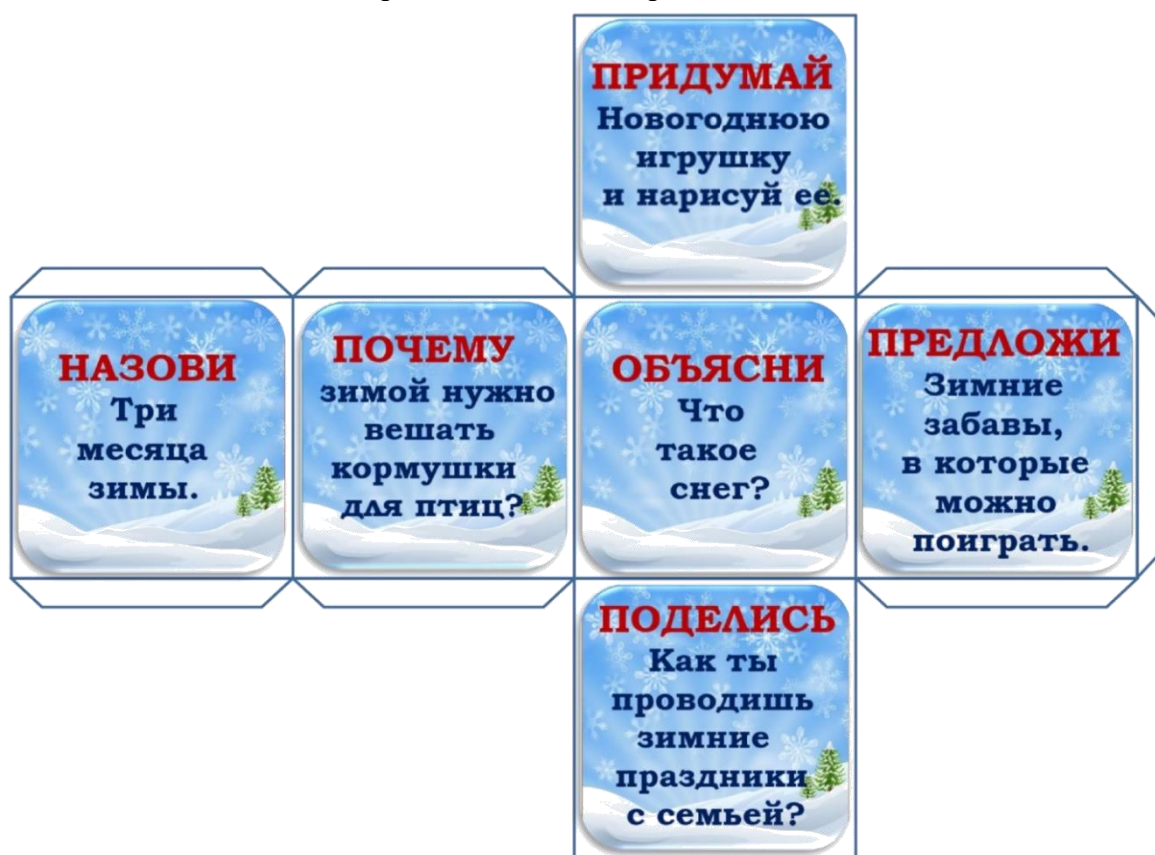 ПРИДУМАЙ
Новогоднюю
игрушку
и нарисуй ее.
НАЗОВИ
Три
месяца
зимы.
ПОЧЕМУ
зимой нужно
вешать
кормушки
для птиц?
ОБЪЯСНИ
Что
такое
снег?
ПРЕДЛОЖИ
Зимние
забавы,
в которые
можно
поиграть.
ПОДЕЛИСЬ
Как ты
проводишь
зимние
праздники
с семьей?